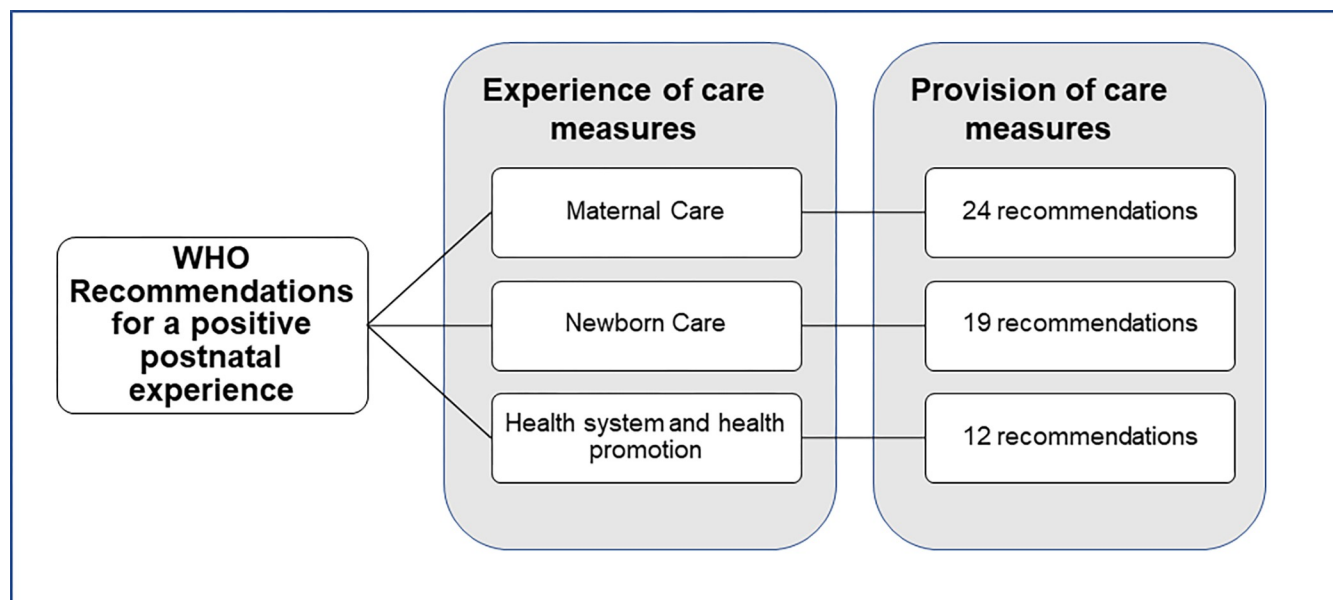 WHO
Recommendations
for a positive
postnatal
experience
Experience of care
measures
Maternal Care
Newborn Care
Health system and health
promotion
Provision of care
measures
24 recommendations
19 recommendations
12 recommendations